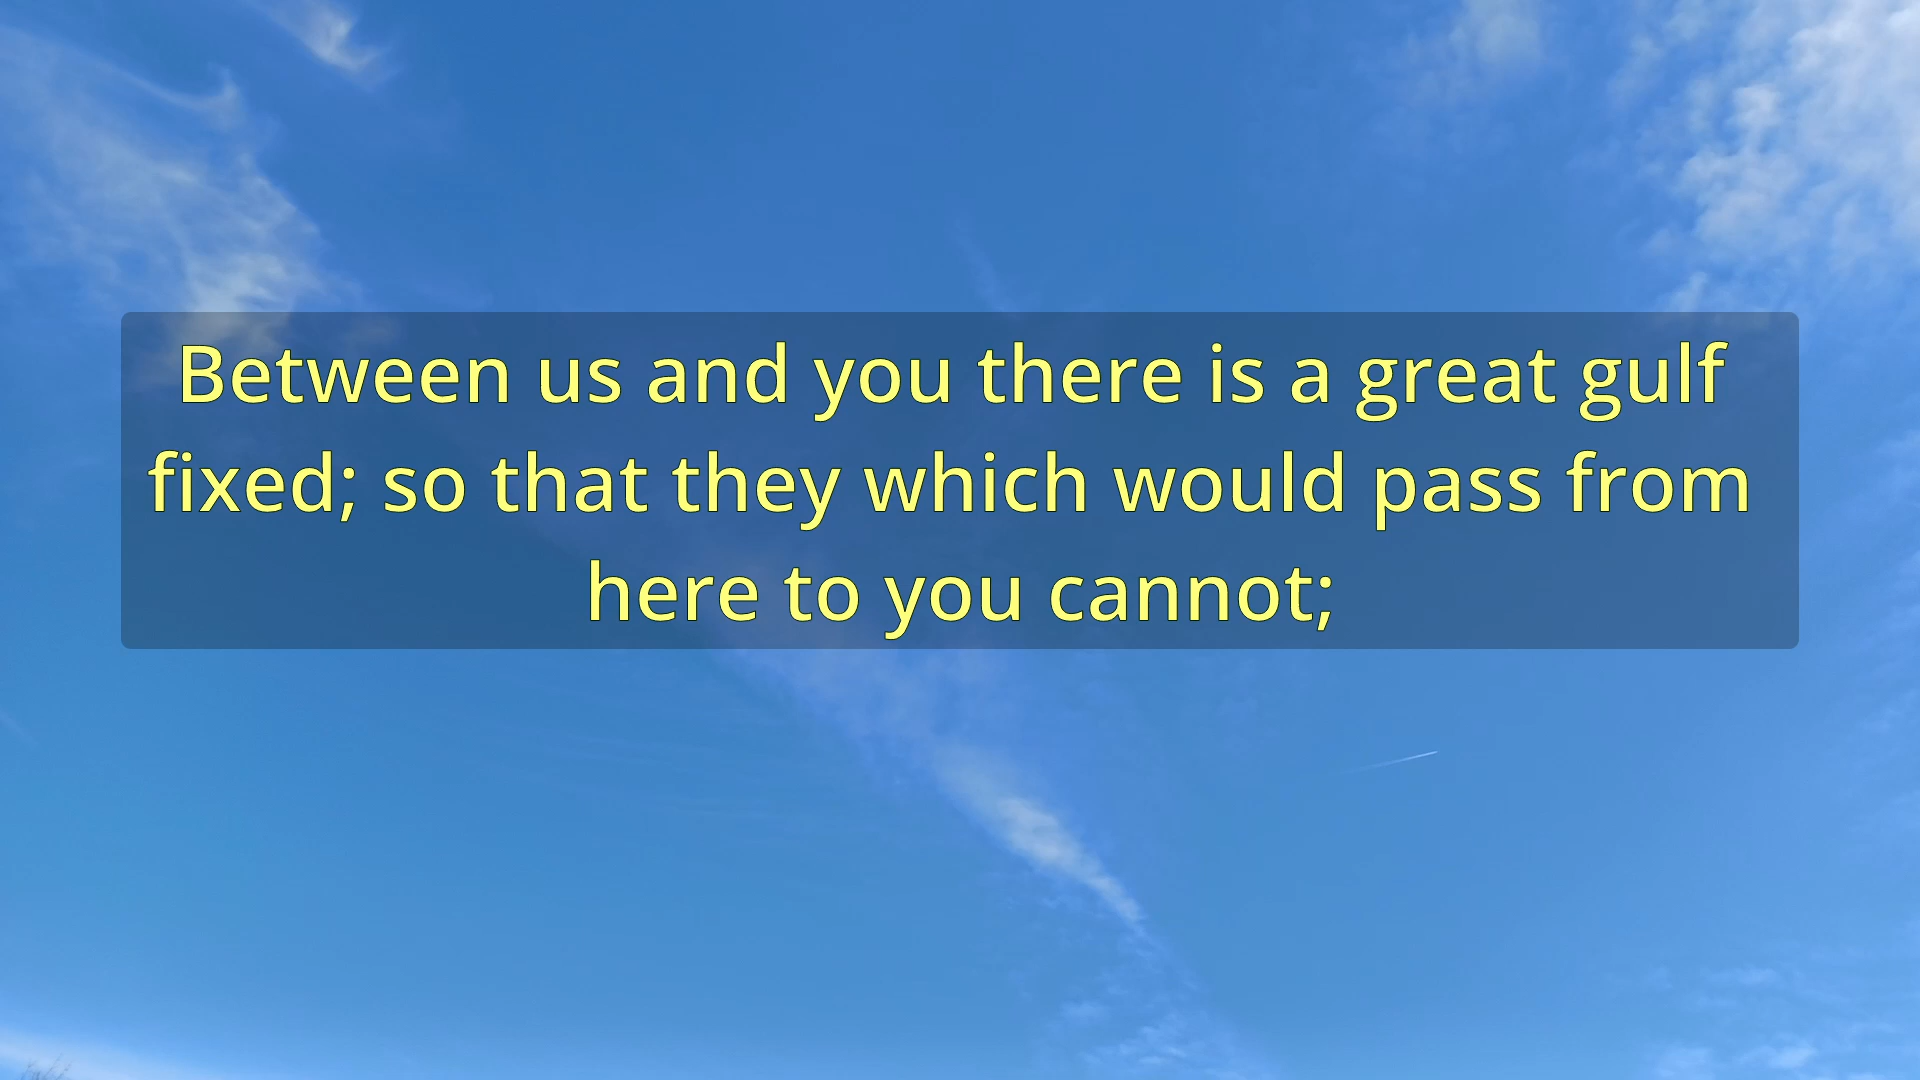 Between us and you there is a great gulf
fixed; so that they which would pass from
here to you cannot;